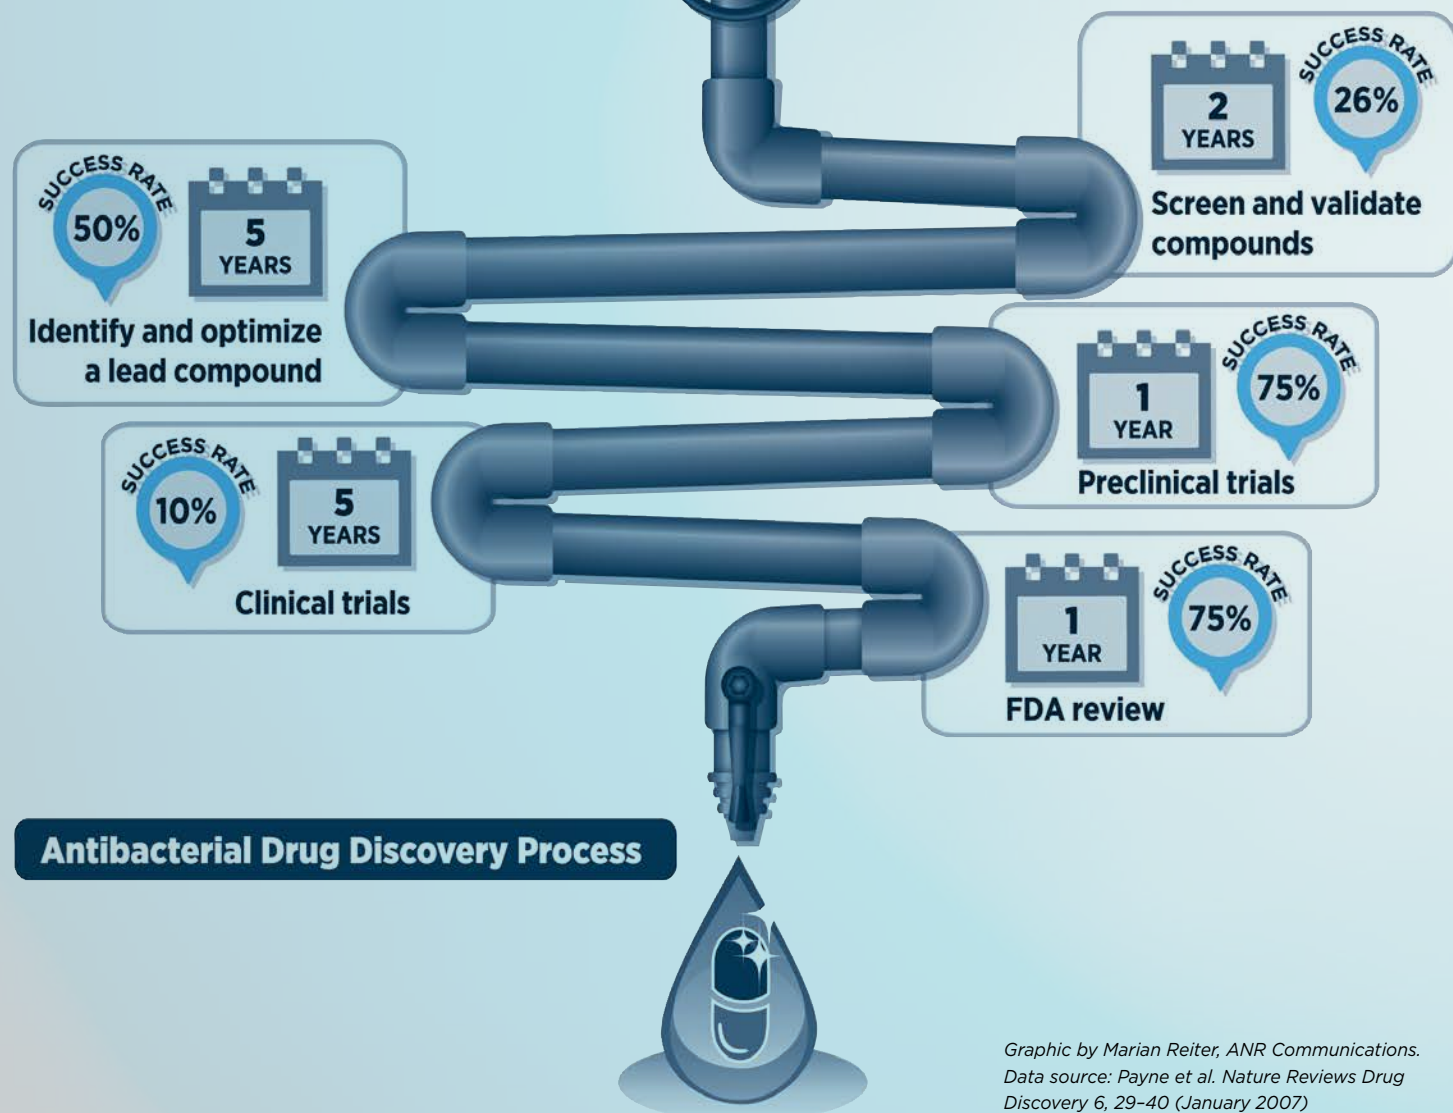 SUCCESS RATE
26%
2
YEARS
Screen and validate
compounds
SUCCESS RATE
50%
5
YEARS
Identify and optimize
a lead compound
SUCCESS RATE
75%
1
YEAR
Preclinical trials
SUCCESS RATE
10%
5
YEARS
Clinical trials
SUCCESS RATE
75%
1
YEAR
FDA review
Antibacterial Drug Discovery Process
Graphic by Marian Reiter, ANR Communications.
Data source: Payne et al. Nature Reviews Drug
Discovery 6, 29–40 (January 2007)